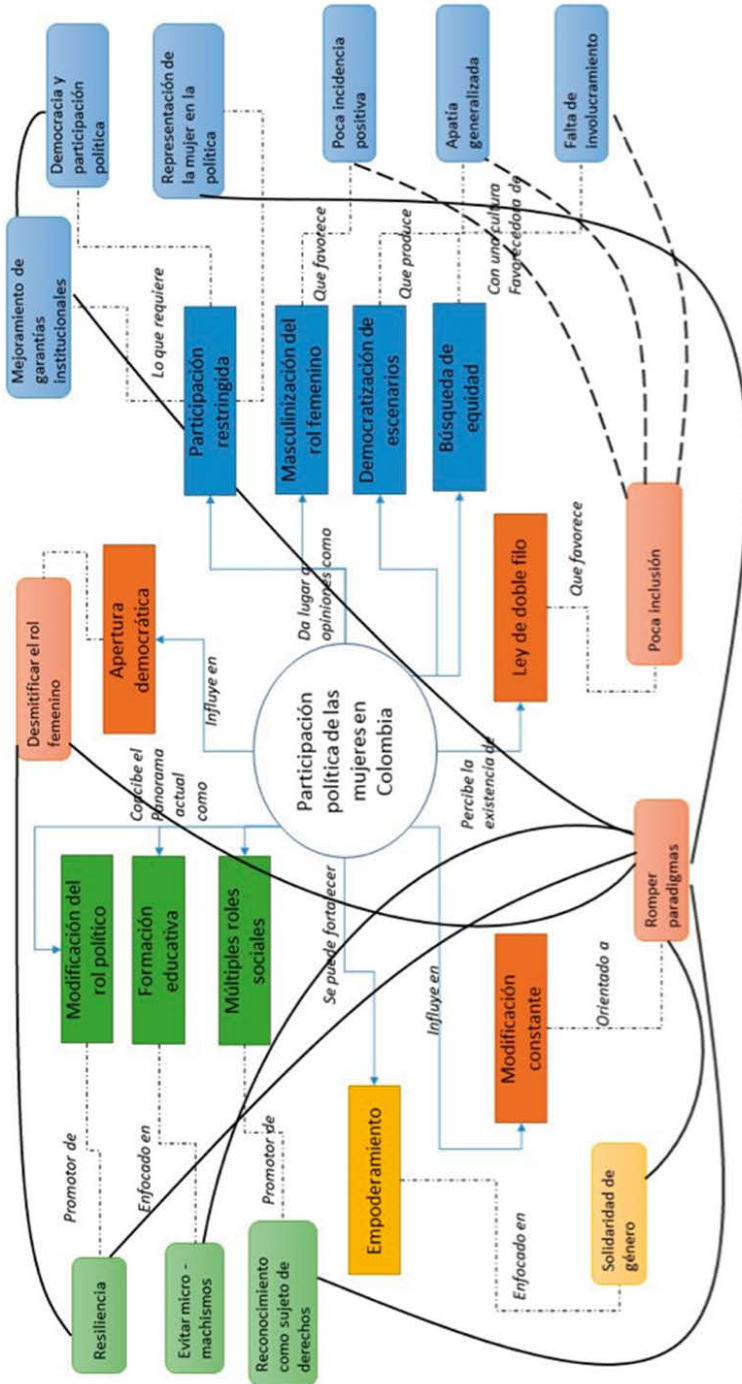 Resiliencia
Evitar micro -
machismos
Reconocimiento
como sujeto de
derechos
Promotor de
Enfocado en
Promotor de
Modificación del
rol político
Formación
educativa
Múltiples roles
sociales
Concibe el
Panorama
actual
como
Desmitificar el rol
femenino
Apertura
democrática
Influye en
Mejoramiento de
garantías
institucionales
Democracia y
participación
política
Representación de
la mujer en la
política
Lo que requiere
Participación
restringida
Da lugar a
opiniones como
Masculinización del
rol femenino
Que favorece
Poca incidencia
positiva
Democratización de
escenarios
Que produce
Apatía
generalizada
Búsqueda de
equidad
Con una cultura
Favorecedora de
Falta de
involucramiento
Participación
política de las
mujeres en
Colombia
Se puede fortalecer
Empoderamiento
Enfocado en
Solidaridad de
género
Influye en
Modificación
constante
Orientado a
Romper
paradigmas
Percibe la
existencia de
Ley de doble filo
Que favorece
Poca inclusión